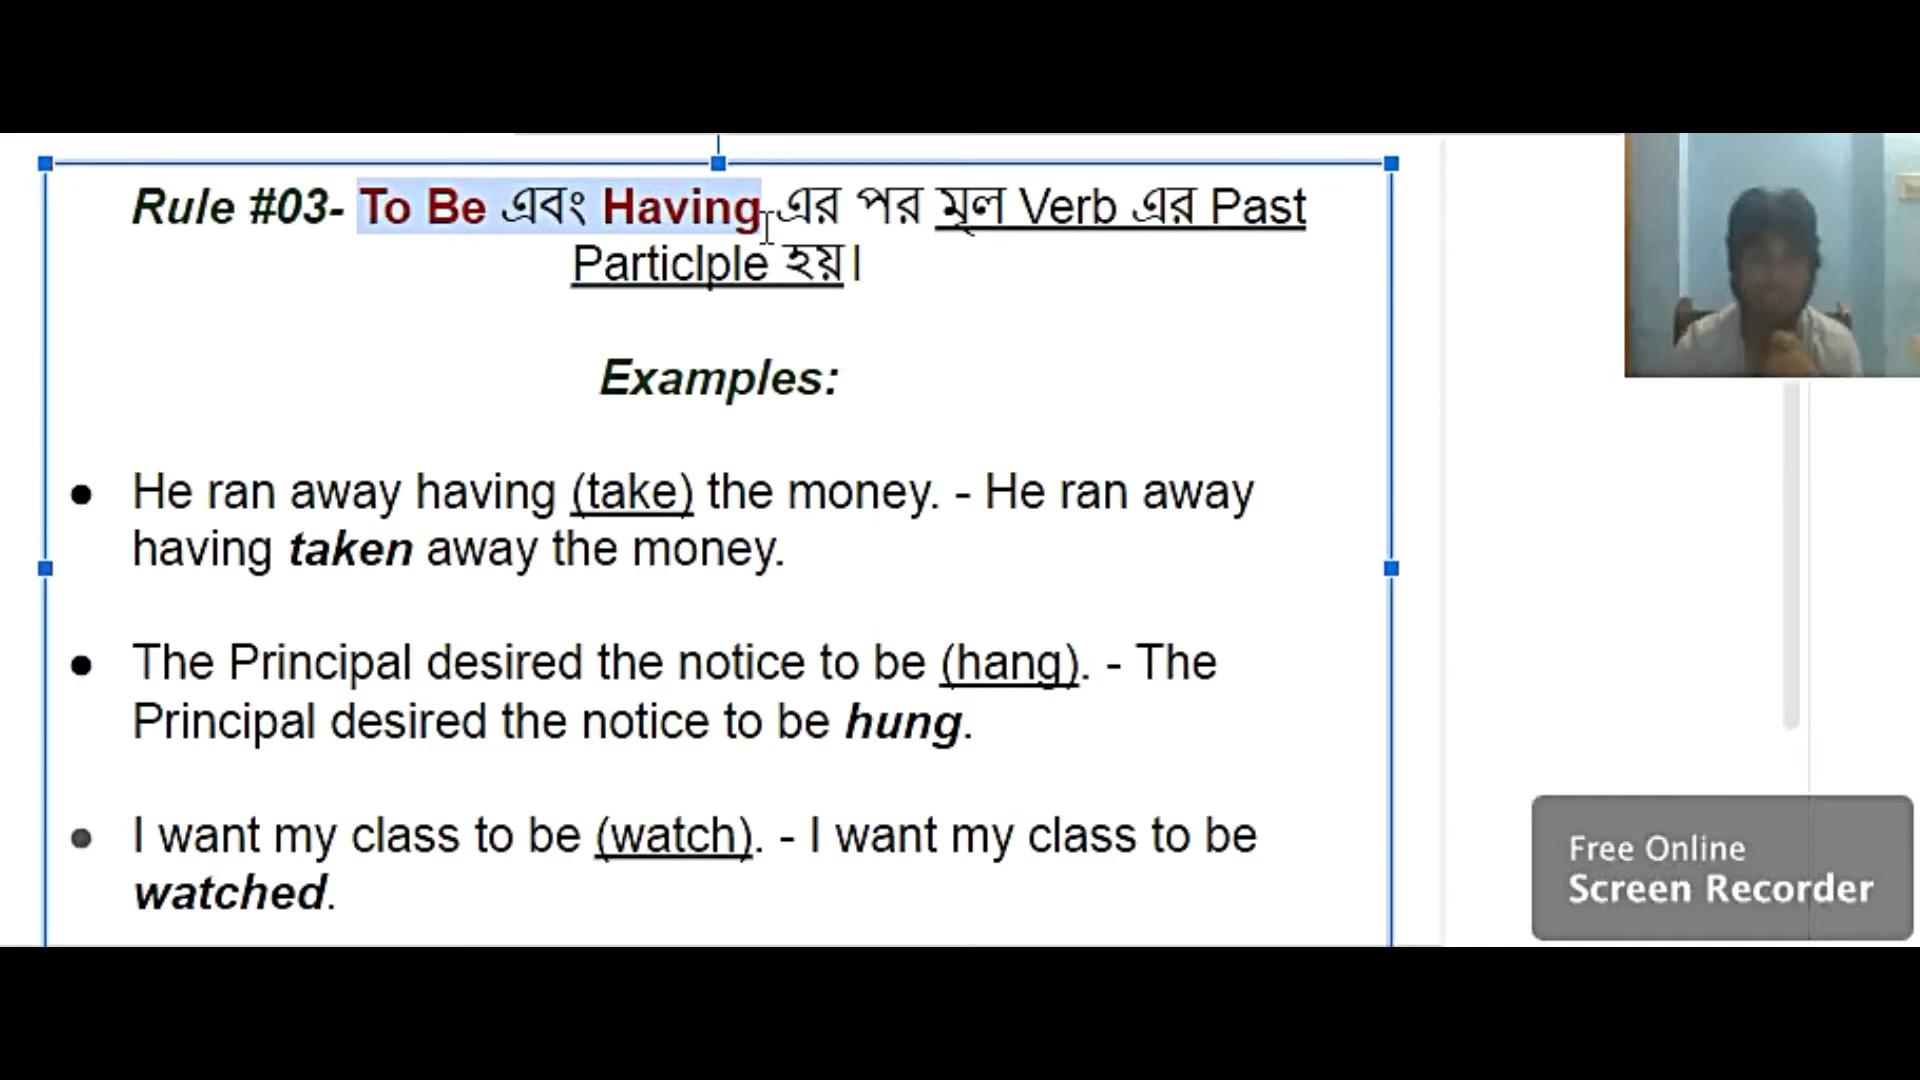 Rule #03- To Be এবং Having এর পর মূল Verb এর Past
Particlple হয়।
Examples:
● He ran away having (take) the money. - He ran away
having taken away the money.
● The Principal desired the notice to be (hang). - The
Principal desired the notice to be hung.
● I want my class to be (watch). - I want my class to be
watched.
Free Online
Screen Recorder